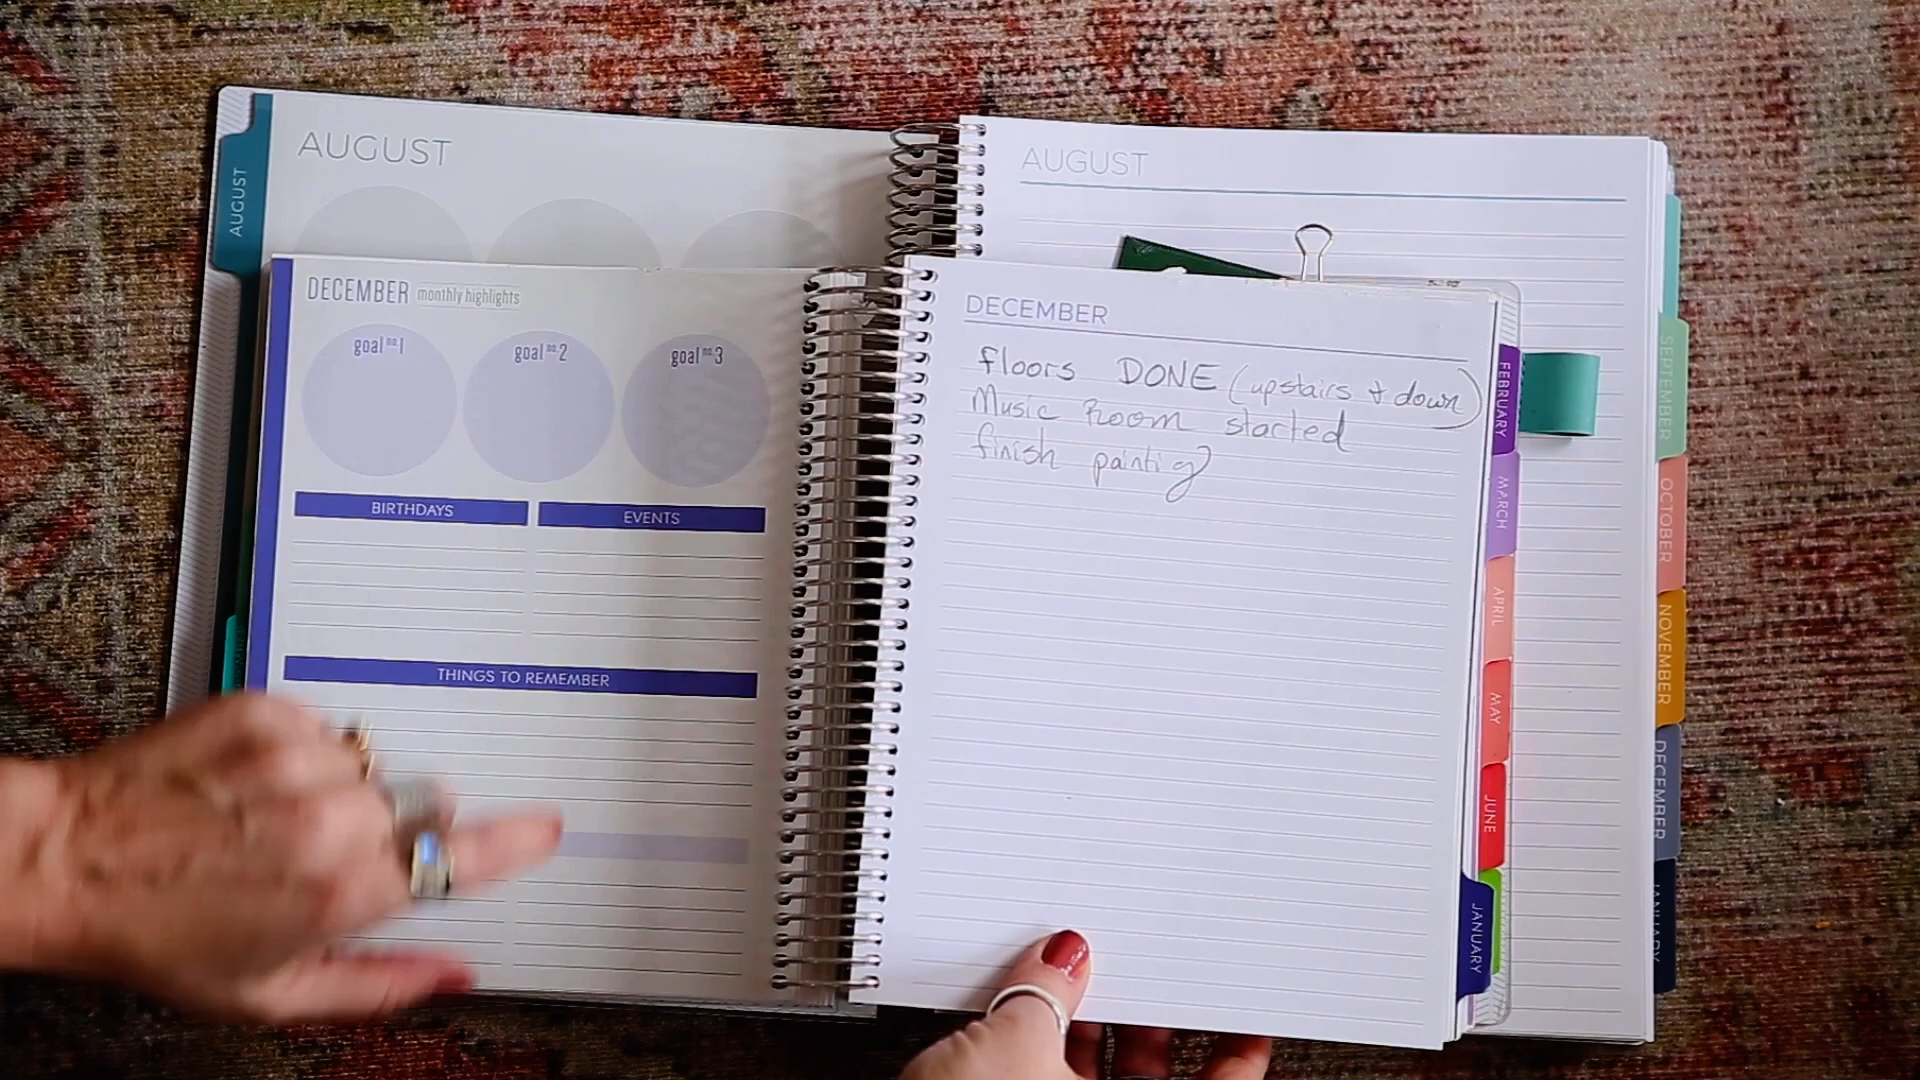 AUGUST
AUGUST
AUGUST
DECEMBER monthly highlights
goal no.1
goal no.2
goal no.3
BIRTHDAYS
EVENTS
THINGS TO REMEMBER
DECEMBER
floors DONE (upstairs & down)
Music Room started
finish painting
FEBRUARY
MARCH
APRIL
MAY
JUNE
JANUARY
SEPTEMBER
OCTOBER
NOVEMBER
DECEMBER
JANUARY